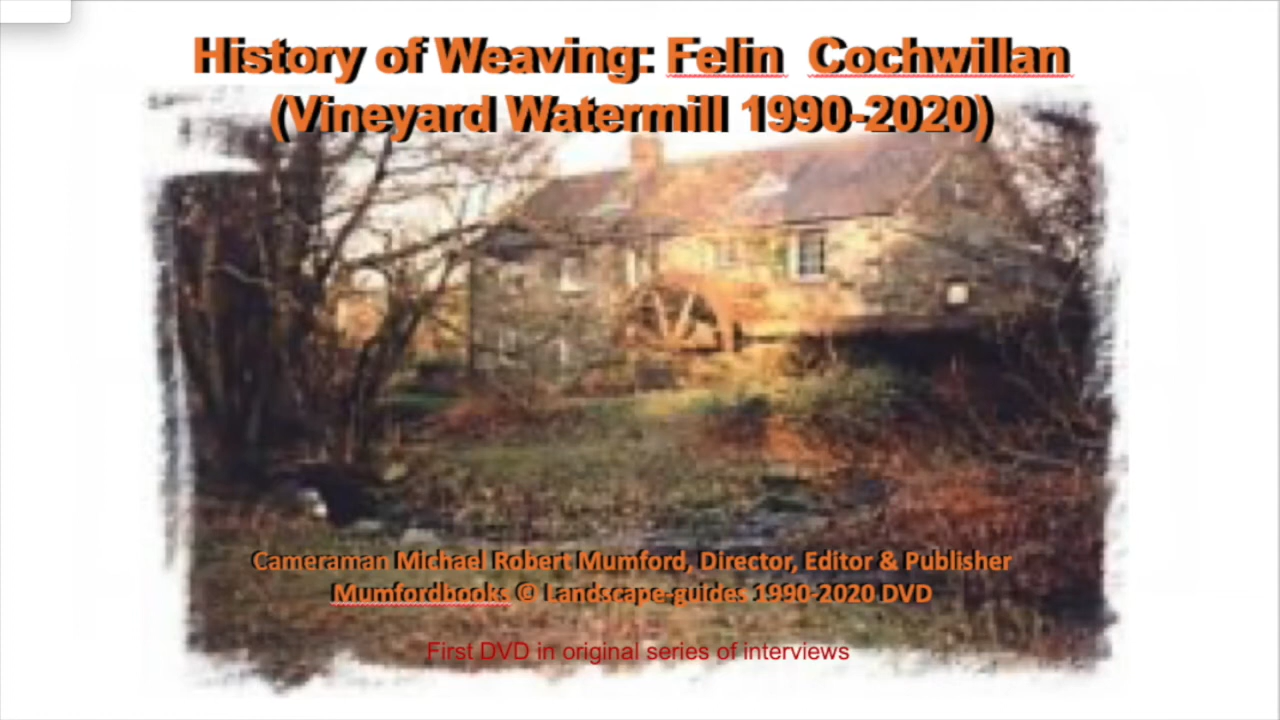 History of Weaving: Felin Cochwillan
(Vineyard Watermill 1990-2020)
Cameraman Michael Robert Mumford, Director, Editor & Publisher
Mumfordbooks © Landscape-guides 1990-2020 DVD
First DVD in original series of interviews